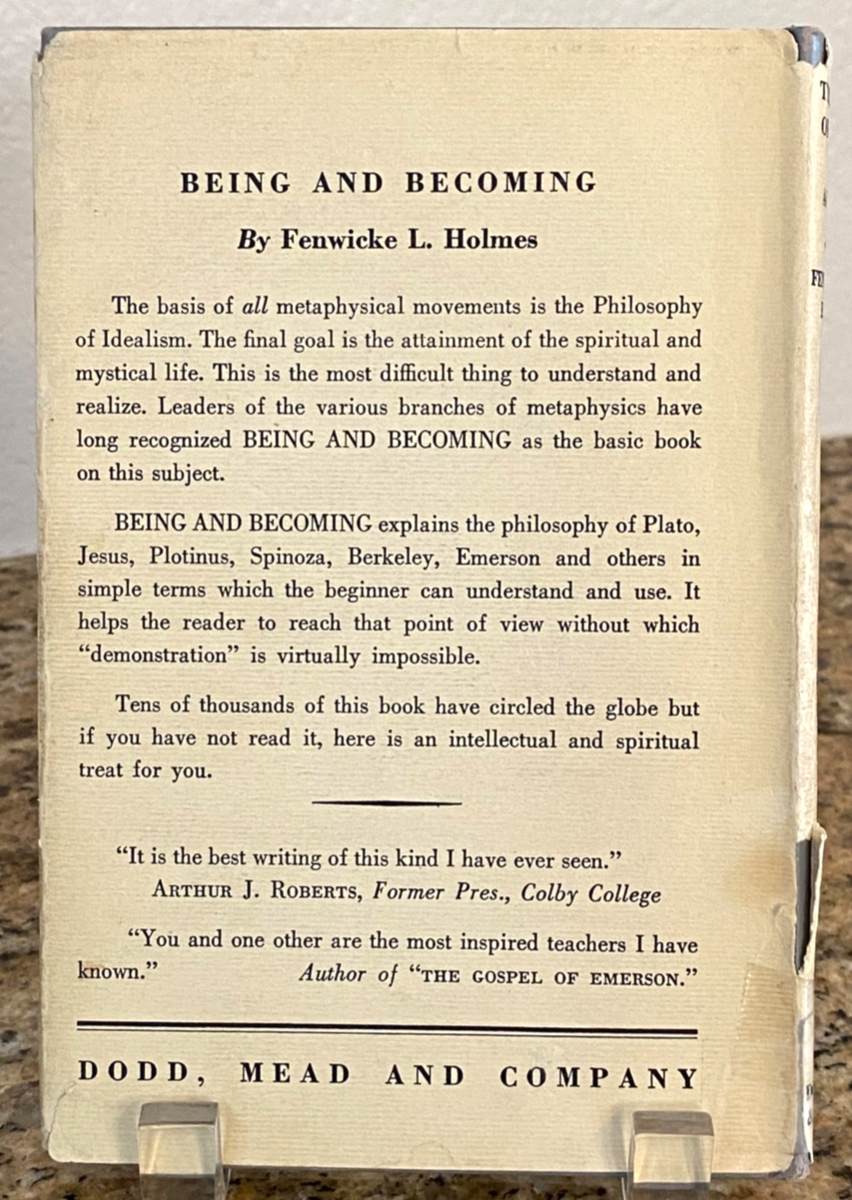 BEING AND BECOMING
By Fenwicke L. Holmes
The basis of all metaphysical movements is the Philosophy
of Idealism. The final goal is the attainment of the spiritual and
mystical life. This is the most difficult thing to understand and
realize. Leaders of the various branches of metaphysics have
long recognized BEING AND BECOMING as the basic book
on this subject.
BEING AND BECOMING explains the philosophy of Plato,
Jesus, Plotinus, Spinoza, Berkeley, Emerson and others in
simple terms which the beginner can understand and use. It
helps the reader to reach that point of view without which
“demonstration” is virtually impossible.
Tens of thousands of this book have circled the globe but
if you have not read it, here is an intellectual and spiritual
treat for you.
“It is the best writing of this kind I have ever seen.”
ARTHUR J. ROBERTS, Former Pres., Colby College
“You and one other are the most inspired teachers I have
known.” Author of “THE GOSPEL OF EMERSON.”
DODD, MEAD AND COMPANY